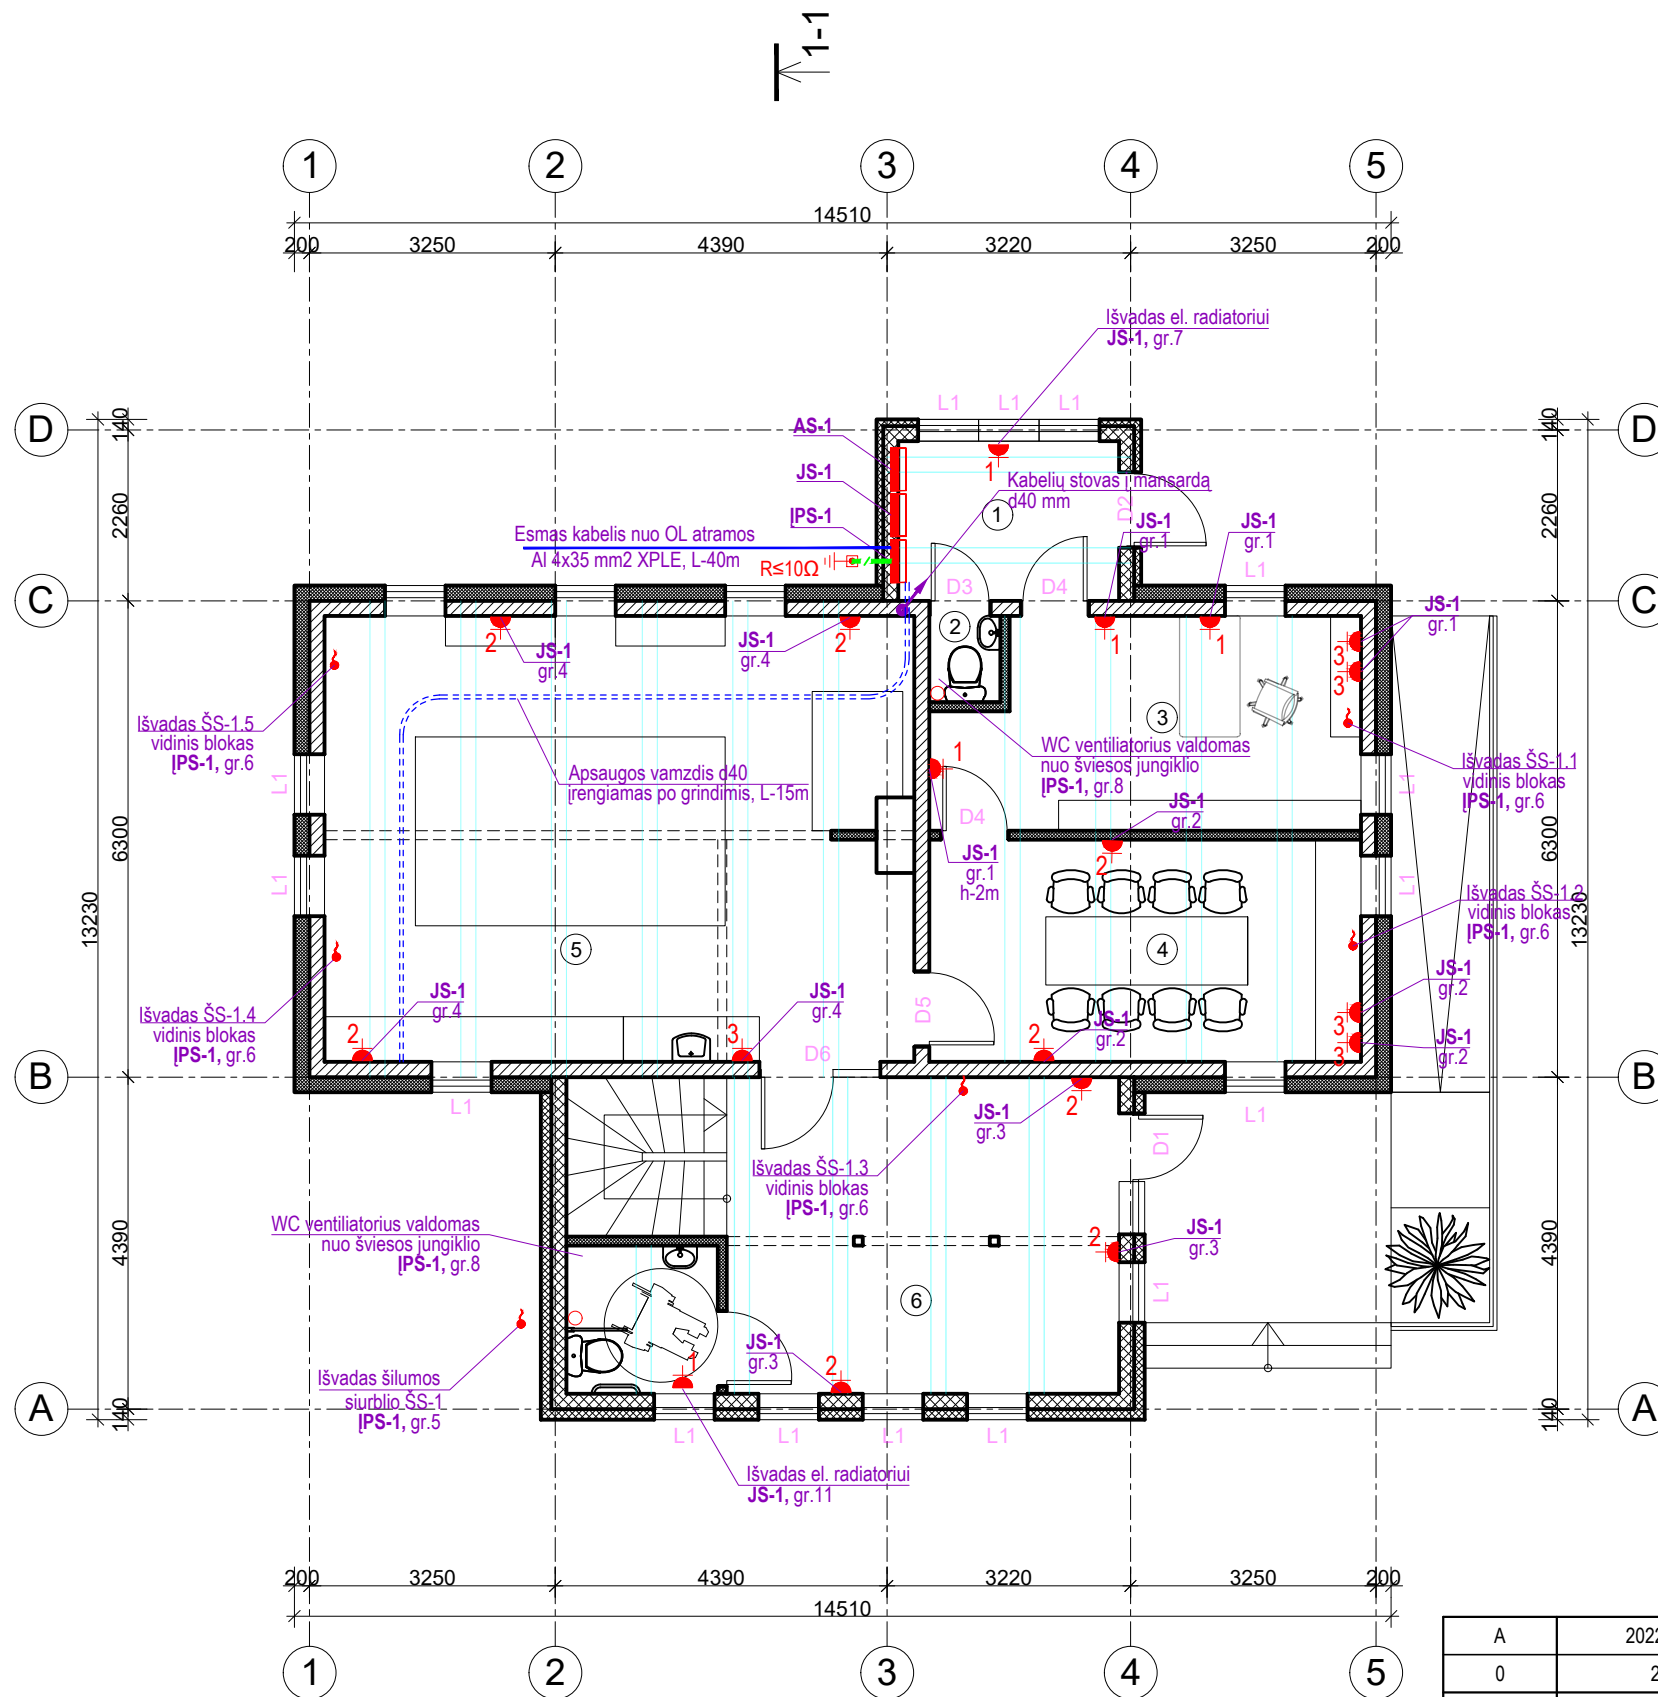 1-1
1
2
3
4
5
14510
200
3250
4390
3220
3250
200
Išvadas el. radiatoriui
JS-1, gr.7
L1
L1
L1
D
D
140
140
AS-1
JS-1
ĮPS-1
1
Kabelių stovas į mansardą
d40 mm
1
D2
2260
2260
JS-1
gr.1
JS-1
gr.1
Esmas kabelis nuo OL atramos
Al 4x35 mm2 XPLE, L-40m
R≤10Ω
L1
D3
D4
C
C
2
JS-1
gr.4
JS-1
gr.4
2
2
1
1
JS-1
gr.1
3
3
3
Išvadas ŠS-1.5
vidinis blokas
ĮPS-1, gr.6
Apsaugos vamzdis d40
įrengiamas po grindimis, L-15m
WC ventiliatorius valdomas
nuo šviesos jungiklio
ĮPS-1, gr.8
1
Išvadas ŠS-1.1
vidinis blokas
ĮPS-1, gr.6
L1
L1
JS-1
gr.2
D4
2
JS-1
gr.1
h-2m
6300
6300
13230
13230
L1
L1
Išvadas ŠS-1.2
vidinis blokas
ĮPS-1, gr.6
5
4
Išvadas ŠS-1.4
vidinis blokas
ĮPS-1, gr.6
JS-1
gr.4
2
JS-1
gr.4
3
D5
D6
JS-1
gr.2
2
JS-1
gr.2
3
JS-1
gr.2
3
B
B
L1
L1
JS-1
gr.3
2
D1
Išvadas ŠS-1.3
vidinis blokas
ĮPS-1, gr.6
WC ventiliatorius valdomas
nuo šviesos jungiklio
ĮPS-1, gr.8
JS-1
gr.3
2
L1
4390
4390
6
JS-1
gr.3
2
1
Išvadas šilumos
siurblio ŠS-1
ĮPS-1, gr.5
A
A
140
140
L1
L1
L1
L1
Išvadas el. radiatoriui
JS-1, gr.11
200
3250
4390
3220
3250
200
14510
1
2
3
4
5
A
2022
0
2